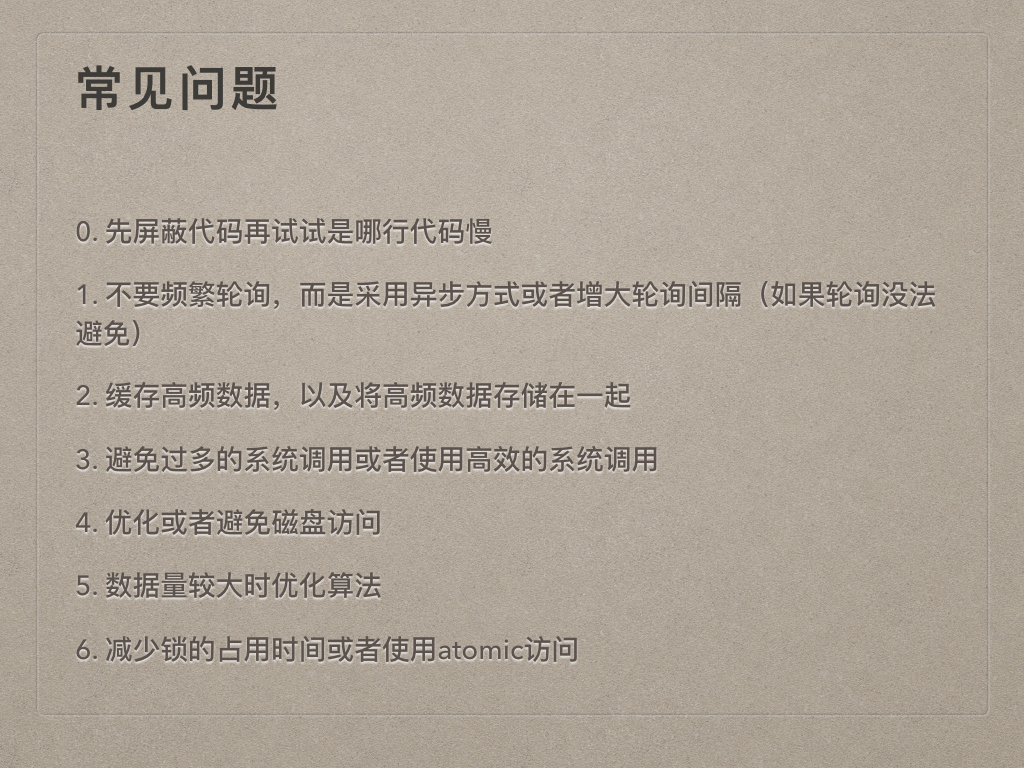 常见问题
0. 先屏蔽代码再试试是哪行代码慢
1. 不要频繁轮询，而是采用异步方式或者增大轮询间隔（如果轮询没法
避免）
2. 缓存高频数据，以及将高频数据存储在一起
3. 避免过多的系统调用或者使用高效的系统调用
4. 优化或者避免磁盘访问
5. 数据量较大时优化算法
6. 减少锁的占用时间或者使用atomic访问